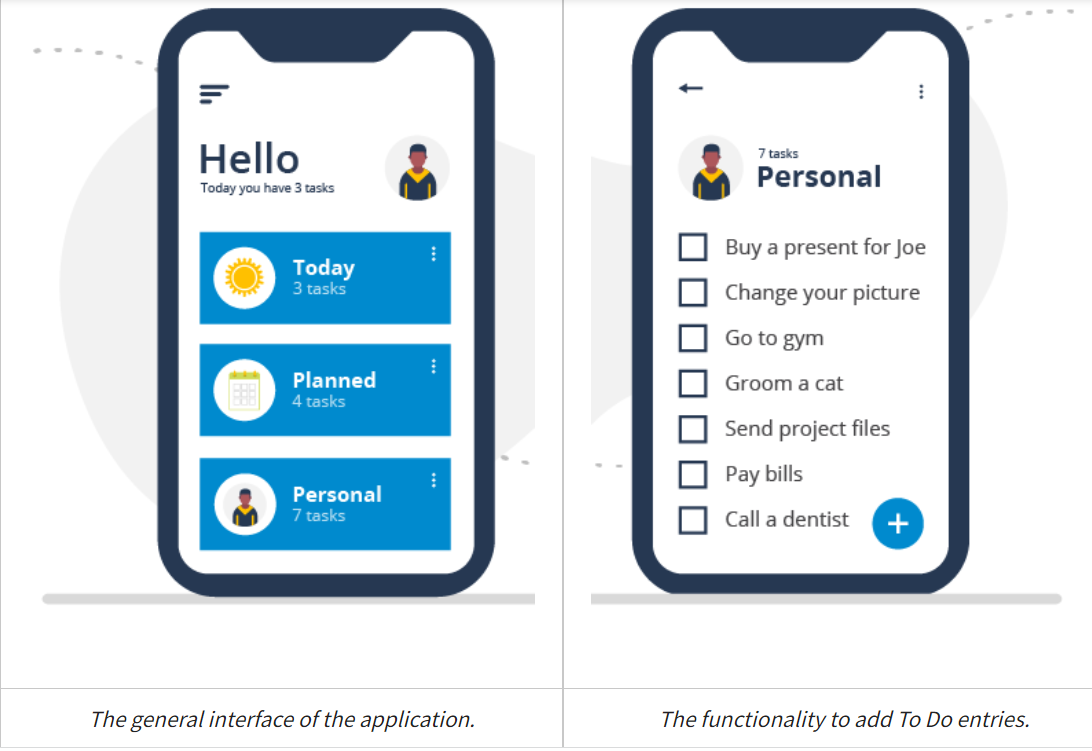 Hello
Today you have 3 tasks
Today
3 tasks
Planned
4 tasks
Personal
7 tasks
The general interface of the application.
7 tasks
Personal
Buy a present for Joe
Change your picture
Go to gym
Groom a cat
Send project files
Pay bills
Call a dentist
+
The functionality to add To Do entries.